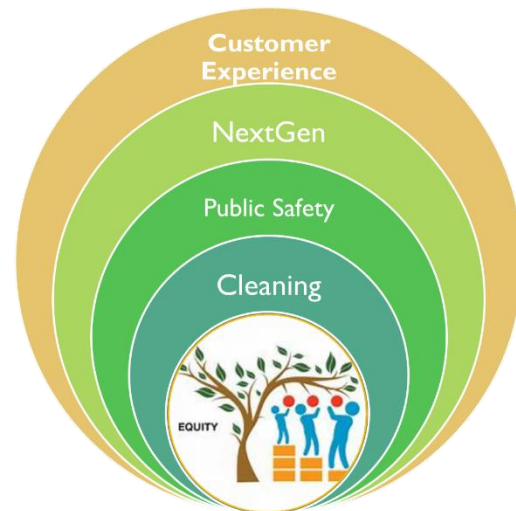 Customer
Experience
NextGen
Public Safety
Cleaning
EQUITY